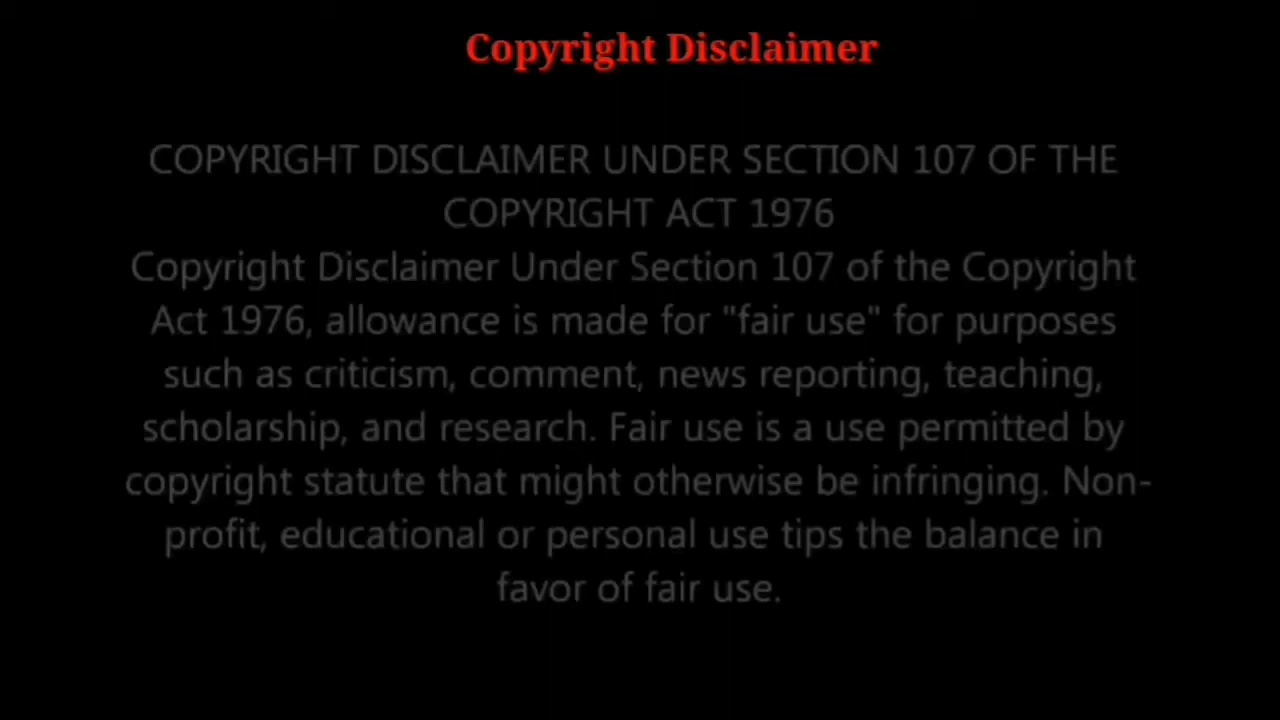 Copyright Disclaimer
COPYRIGHT DISCLAIMER UNDER SECTION 107 OF THE
COPYRIGHT ACT 1976
Copyright Disclaimer Under Section 107 of the Copyright
Act 1976, allowance is made for "fair use" for purposes
such as criticism, comment, news reporting, teaching,
scholarship, and research. Fair use is a use permitted by
copyright statute that might otherwise be infringing. Non-
profit, educational or personal use tips the balance in
favor of fair use.